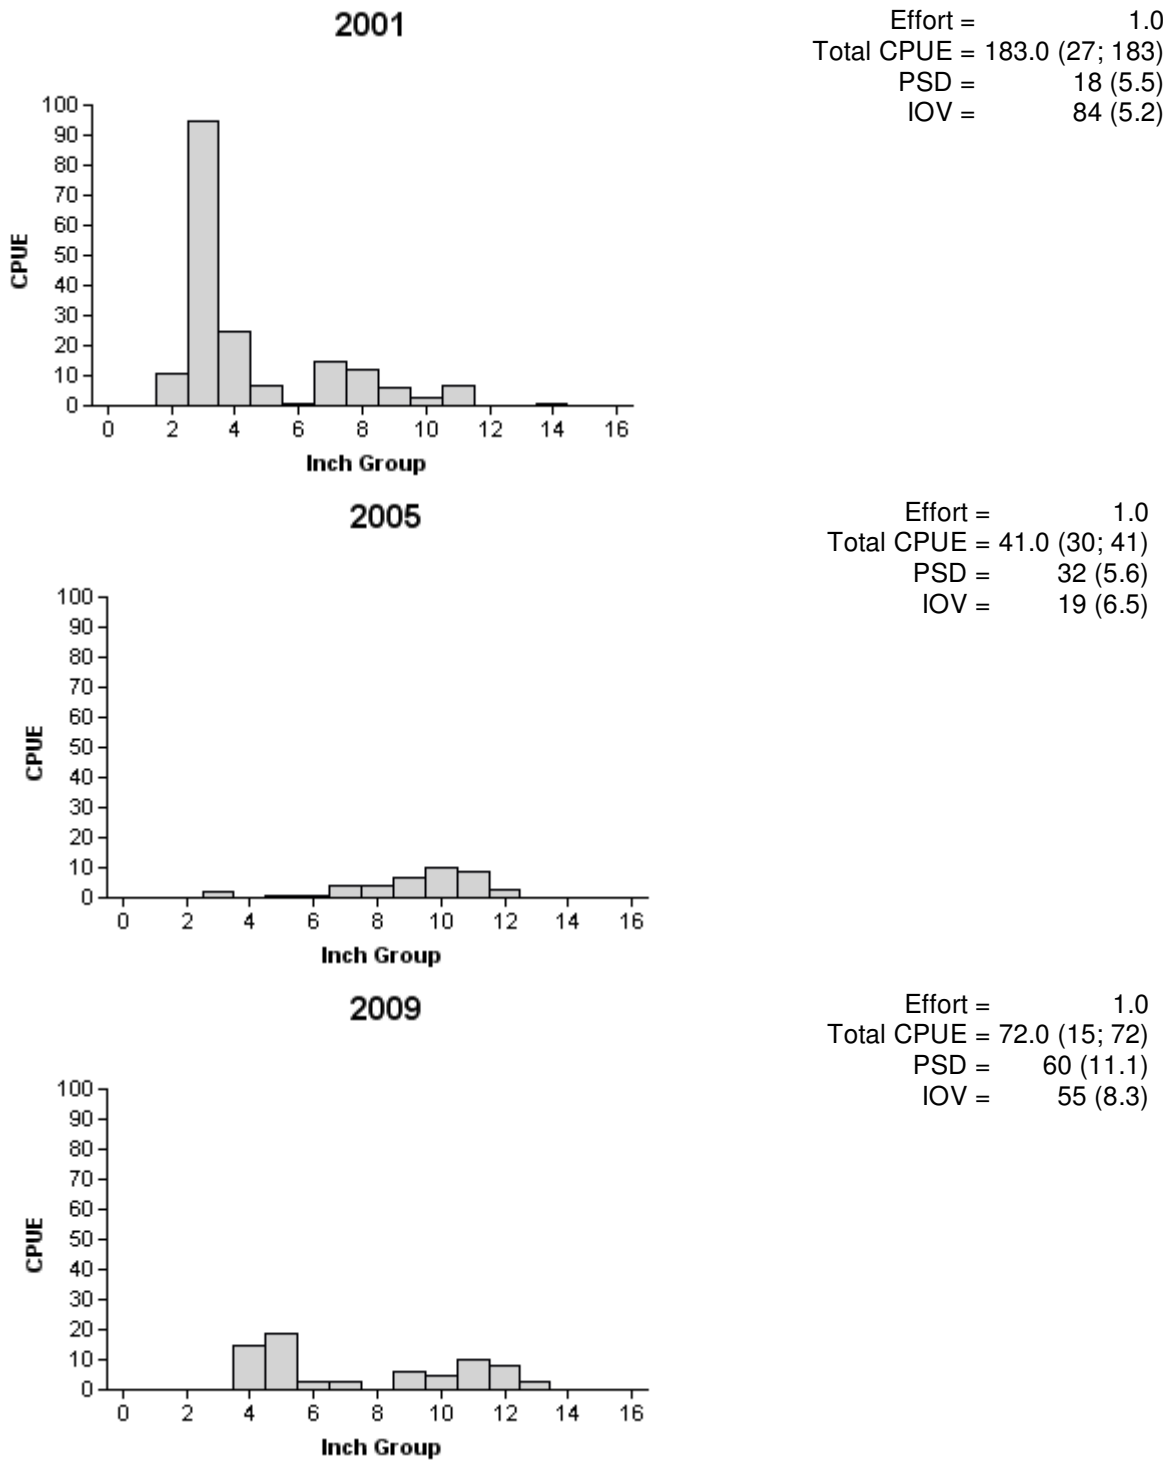 2001
Effort = 1.0
Total CPUE = 183.0 (27; 183)
PSD = 18 (5.5)
IOV = 84 (5.2)
100
90
80
70
60
50
40
30
20
10
0
CPUE
0 2 4 6 8 10 12 14 16
Inch Group
2005
Effort = 1.0
Total CPUE = 41.0 (30; 41)
PSD = 32 (5.6)
IOV = 19 (6.5)
100
90
80
70
60
50
40
30
20
10
0
CPUE
0 2 4 6 8 10 12 14 16
Inch Group
2009
Effort = 1.0
Total CPUE = 72.0 (15; 72)
PSD = 60 (11.1)
IOV = 55 (8.3)
100
90
80
70
60
50
40
30
20
10
0
CPUE
0 2 4 6 8 10 12 14 16
Inch Group